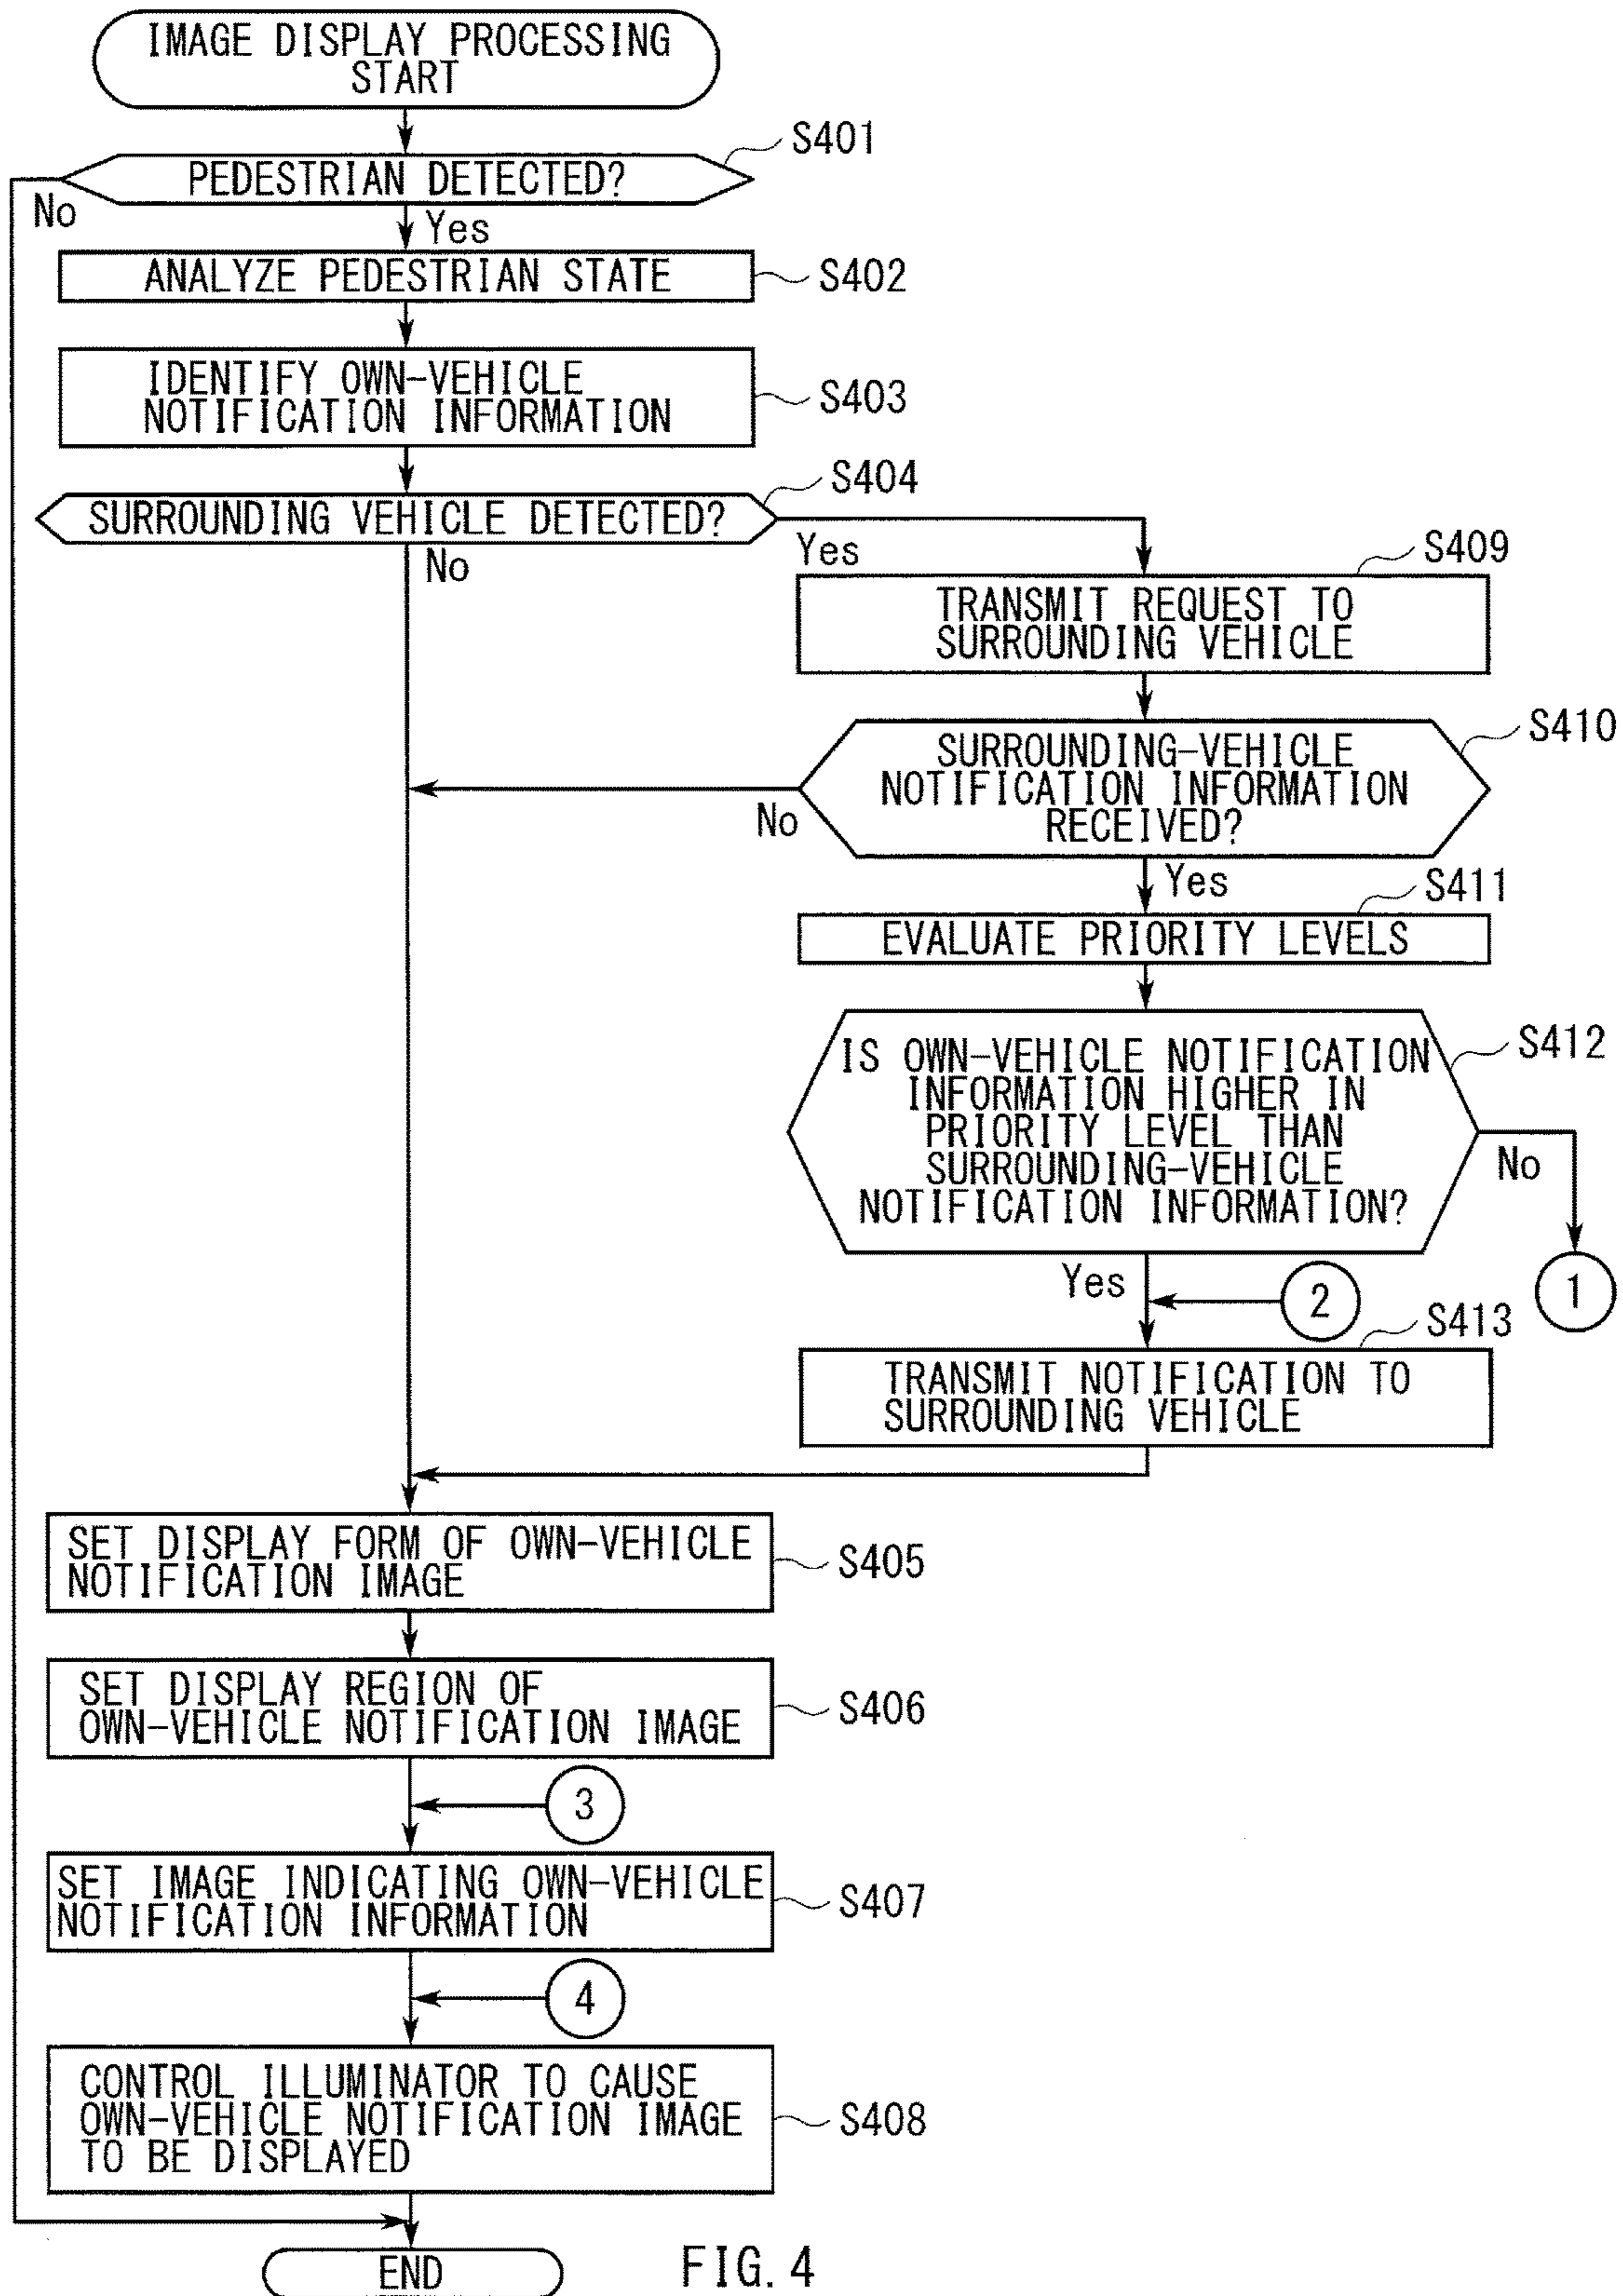 IMAGE DISPLAY PROCESSING
START
S401
PEDESTRIAN DETECTED?
No
Yes
ANALYZE PEDESTRIAN STATE
S402
IDENTIFY OWN-VEHICLE
NOTIFICATION INFORMATION
S403
S404
SURROUNDING VEHICLE DETECTED?
Yes
No
S409
TRANSMIT REQUEST TO
SURROUNDING VEHICLE
S410
SURROUNDING-VEHICLE
NOTIFICATION INFORMATION
RECEIVED?
No
Yes
S411
EVALUATE PRIORITY LEVELS
S412
IS OWN-VEHICLE NOTIFICATION
INFORMATION HIGHER IN
PRIORITY LEVEL THAN
SURROUNDING-VEHICLE
NOTIFICATION INFORMATION?
No
Yes
2
1
S413
TRANSMIT NOTIFICATION TO
SURROUNDING VEHICLE
SET DISPLAY FORM OF OWN-VEHICLE
NOTIFICATION IMAGE
S405
SET DISPLAY REGION OF
OWN-VEHICLE NOTIFICATION IMAGE
S406
3
SET IMAGE INDICATING OWN-VEHICLE
NOTIFICATION INFORMATION
S407
4
CONTROL ILLUMINATOR TO CAUSE
OWN-VEHICLE NOTIFICATION IMAGE
TO BE DISPLAYED
S408
END
FIG. 4